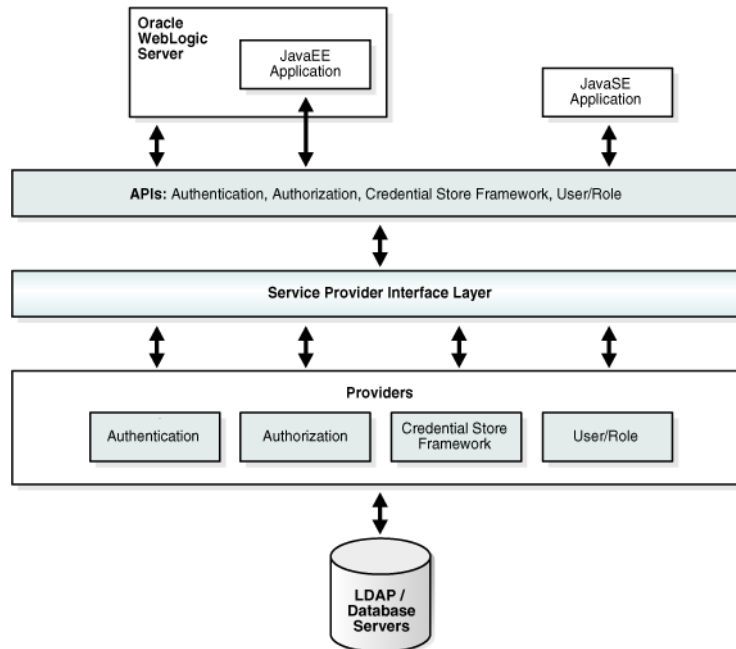 Oracle
WebLogic
Server
JavaEE
Application
JavaSE
Application
APIs: Authentication, Authorization, Credential Store Framework, User/Role
Service Provider Interface Layer
Providers
Authentication
Authorization
Credential Store
Framework
User/Role
LDAP /
Database
Servers